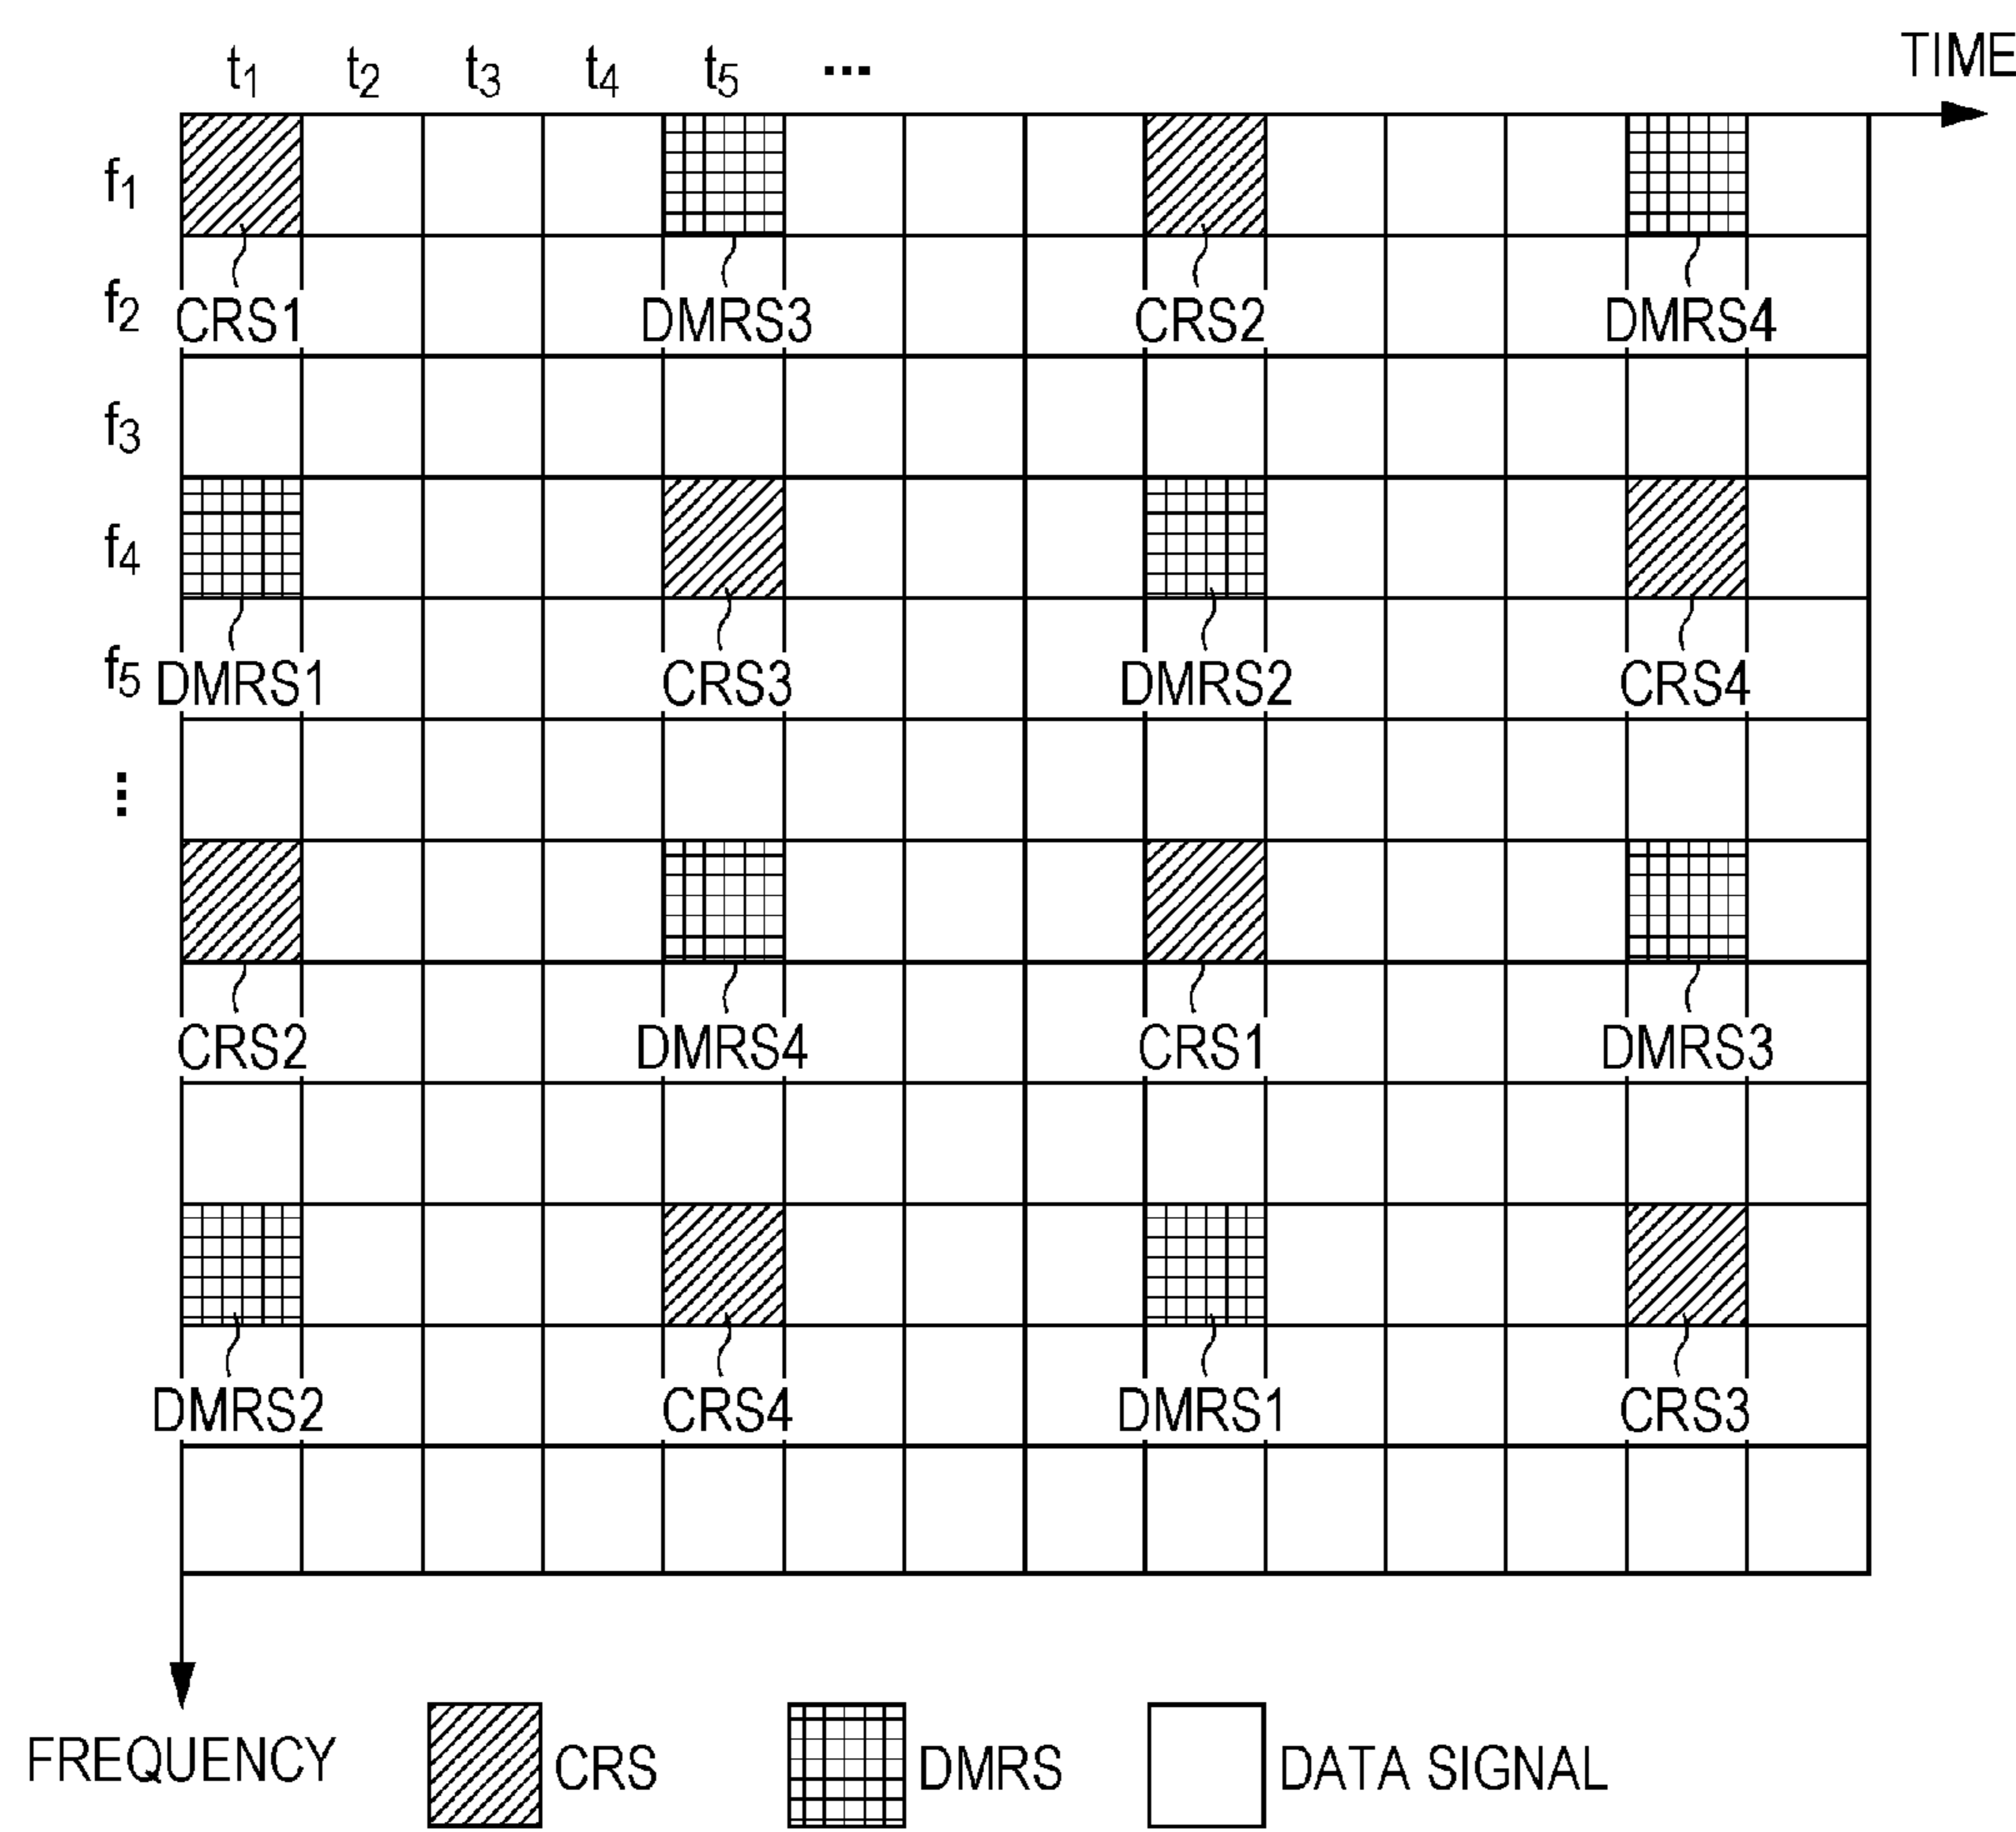 t1 t2 t3 t4 t5 ... TIME
f1
f2 CRS1 DMRS3 CRS2 DMRS4
f3
f4
f5 DMRS1 CRS3 DMRS2 CRS4
⋮
CRS2 DMRS4 CRS1 DMRS3
DMRS2 CRS4 DMRS1 CRS3
FREQUENCY CRS DMRS DATA SIGNAL